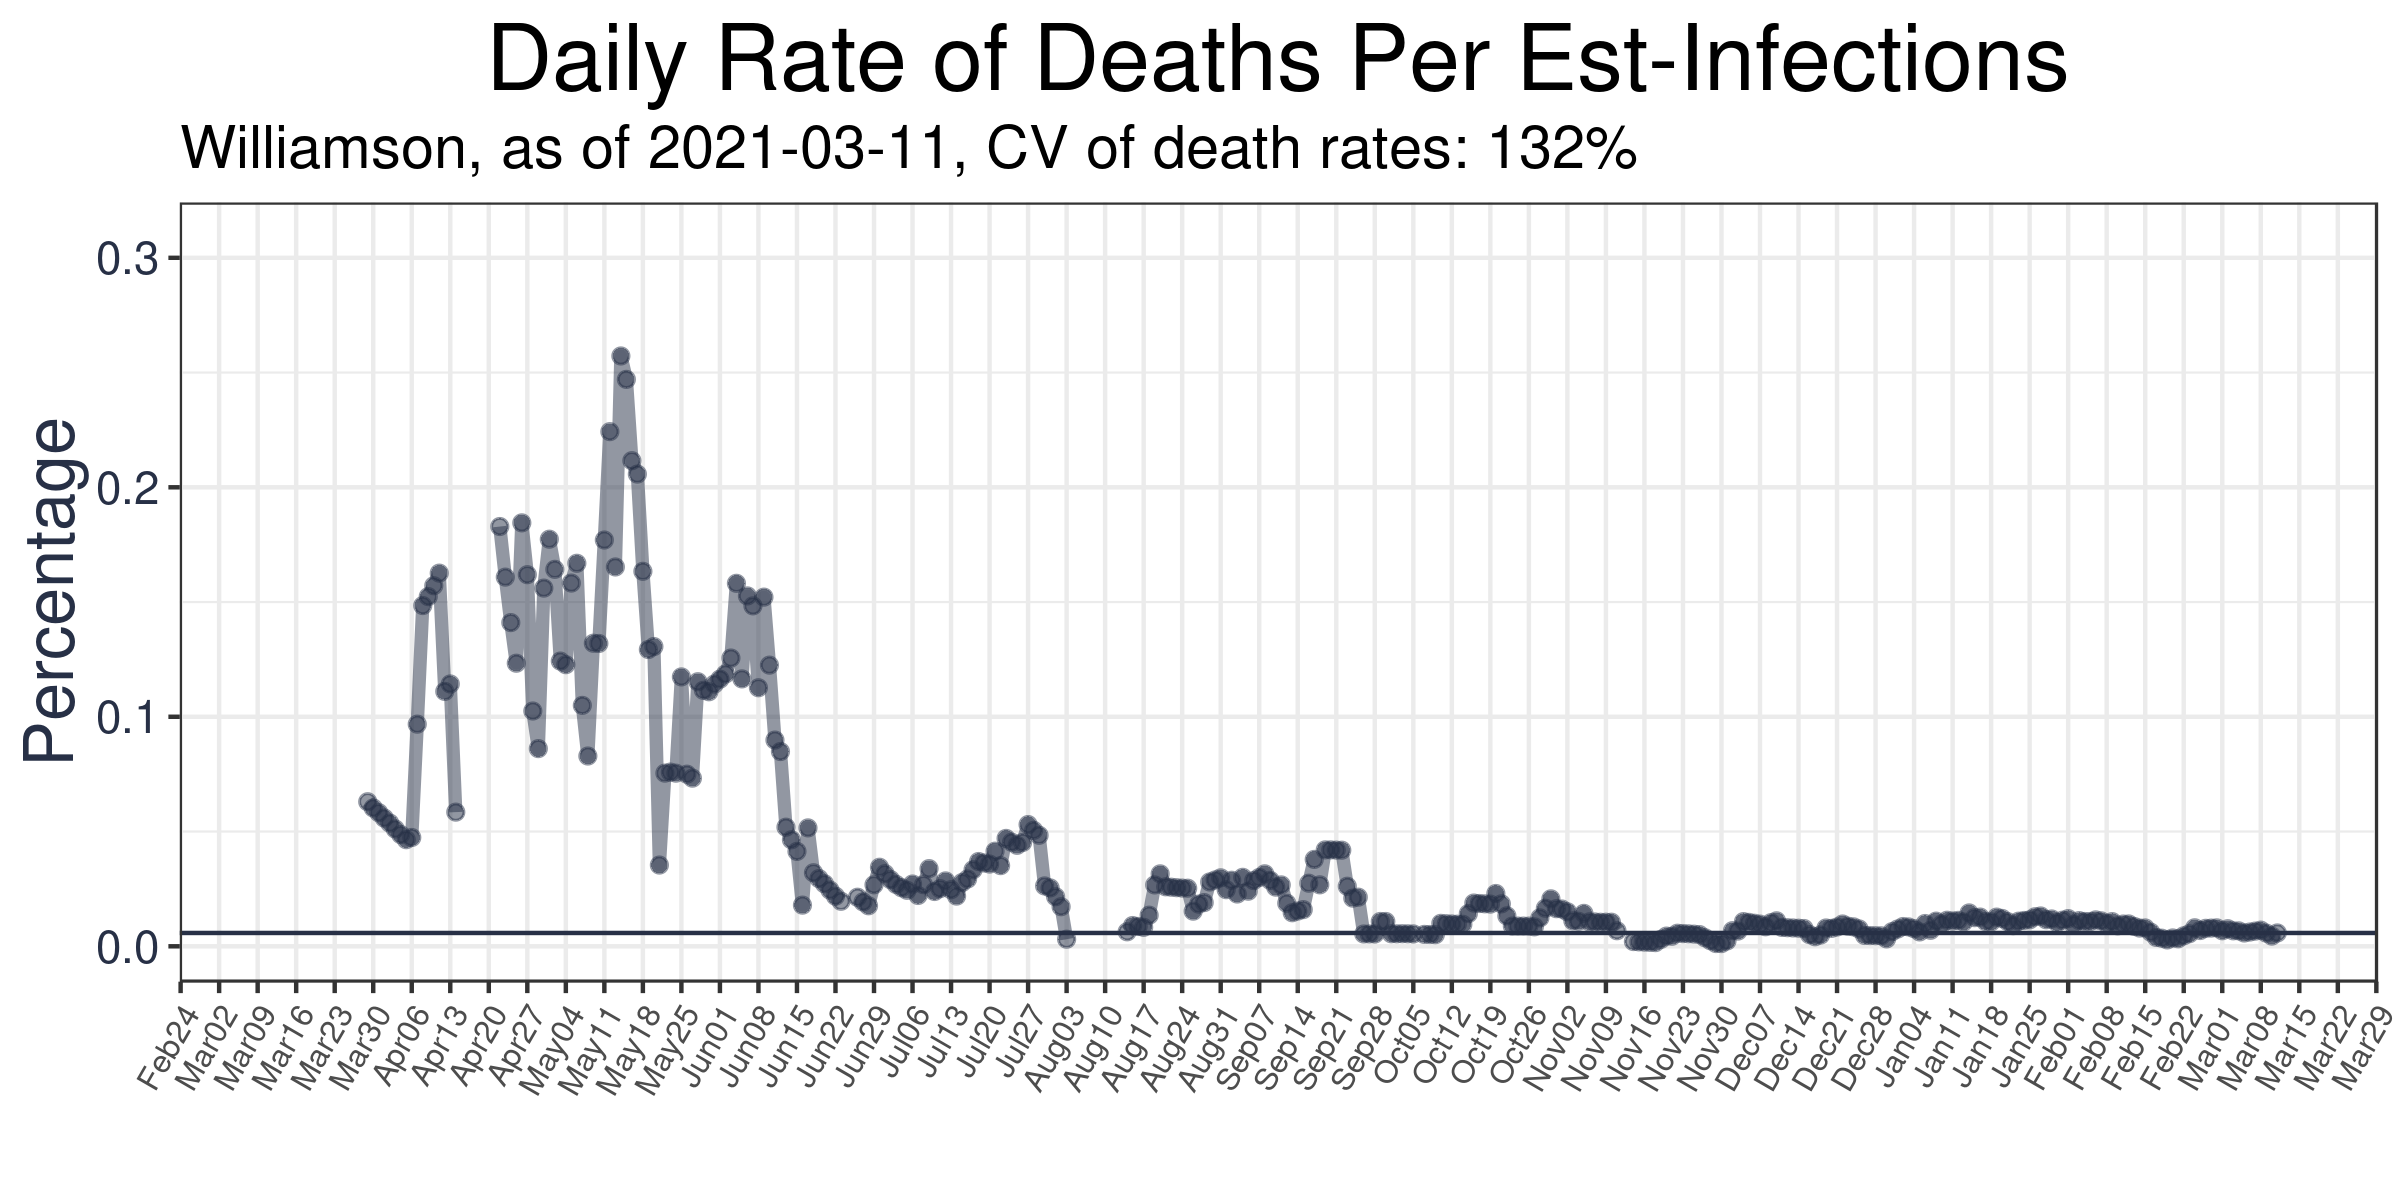 Daily Rate of Deaths Per Est-Infections
Williamson, as of 2021-03-11, CV of death rates: 132%
Percentage
0.3
0.2
0.1
0.0
Feb24
Mar02
Mar09
Mar16
Mar23
Mar30
Apr06
Apr13
Apr20
Apr27
May04
May11
May18
May25
Jun01
Jun08
Jun15
Jun22
Jun29
Jul06
Jul13
Jul20
Jul27
Aug03
Aug10
Aug17
Aug24
Aug31
Sep07
Sep14
Sep21
Sep28
Oct05
Oct12
Oct19
Oct26
Nov02
Nov09
Nov16
Nov23
Nov30
Dec07
Dec14
Dec21
Dec28
Jan04
Jan11
Jan18
Jan25
Feb01
Feb08
Feb15
Feb22
Mar01
Mar08
Mar15
Mar22
Mar29